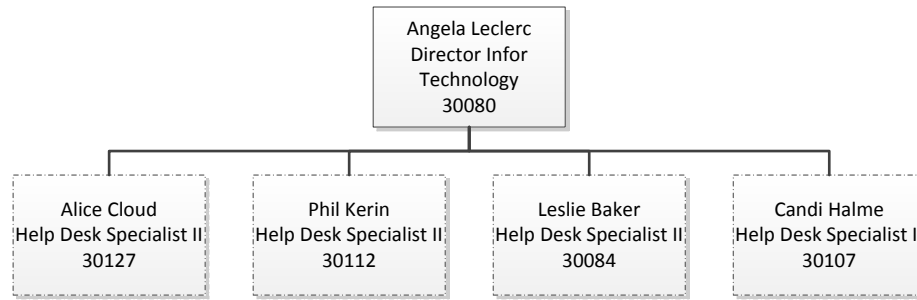 Angela Leclerc
Director Infor
Technology
30080
Alice Cloud
Help Desk Specialist II
30127
Phil Kerin
Help Desk Specialist II
30112
Leslie Baker
Help Desk Specialist II
30084
Candi Halme
Help Desk Specialist I
30107